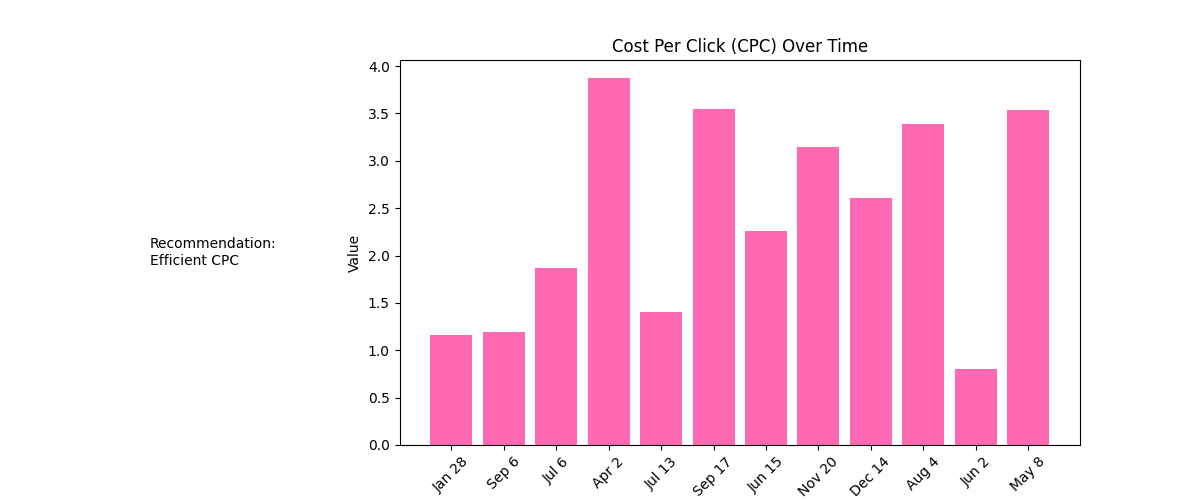 Cost Per Click (CPC) Over Time
Recommendation:
Efficient CPC
Value
4.0
3.5
3.0
2.5
2.0
1.5
1.0
0.5
0.0
Jan 28
Sep 6
Jul 6
Apr 2
Jul 13
Sep 17
Jun 15
Nov 20
Dec 14
Aug 4
Jun 2
May 8